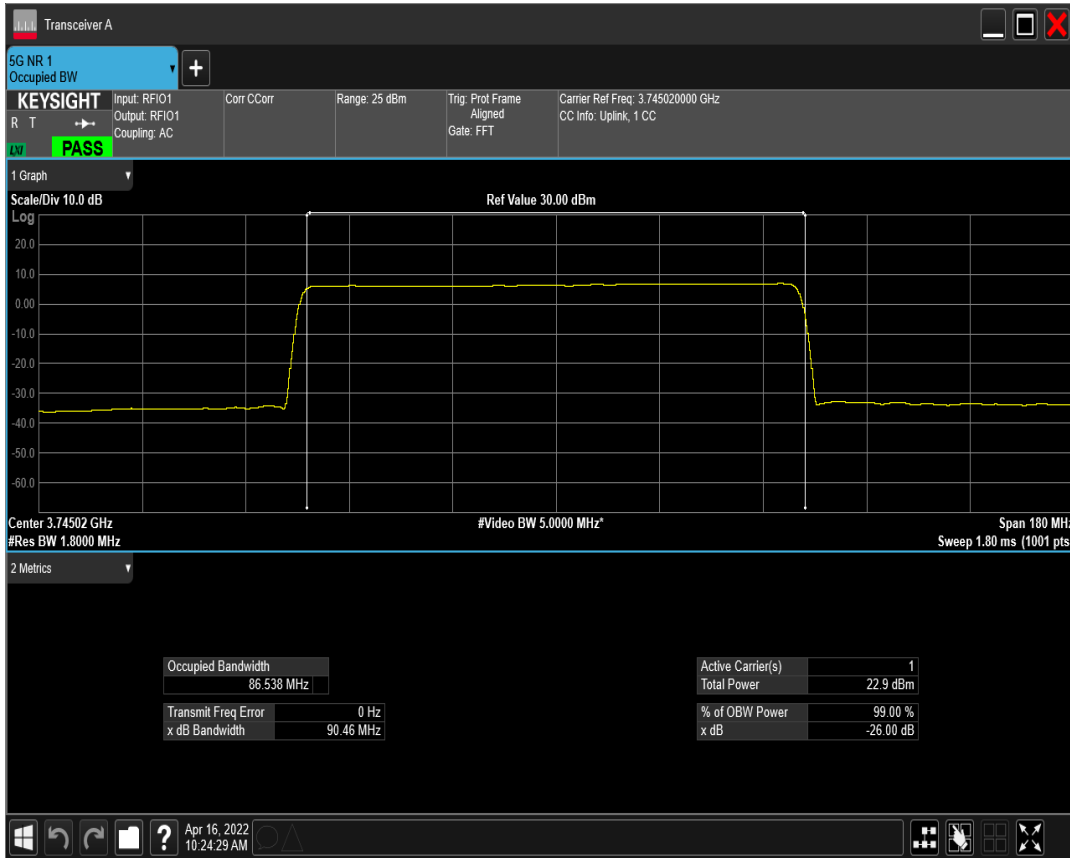 Transceiver A
5G NR 1
Occupied BW
+
KEYSIGHT
R T
LXI
PASS
Input: RFIO1
Output: RFIO1
Coupling: AC
Corr CCorr
Range: 25 dBm
Trig: Prot Frame
Aligned
Gate: FFT
Carrier Ref Freq: 3.745020000 GHz
CC Info: Uplink, 1 CC
1 Graph
Scale/Div 10.0 dB
Ref Value 30.00 dBm
Log
20.0
10.0
0.00
-10.0
-20.0
-30.0
-40.0
-50.0
-60.0
Center 3.74502 GHz
#Video BW 5.0000 MHz*
Span 180 MHz
#Res BW 1.8000 MHz
Sweep 1.80 ms (1001 pts
2 Metrics
Occupied Bandwidth
86.538 MHz
Transmit Freq Error 0 Hz
x dB Bandwidth 90.46 MHz
Active Carrier(s) 1
Total Power 22.9 dBm
% of OBW Power 99.00 %
x dB -26.00 dB
?
Apr 16, 2022
10:24:29 AM